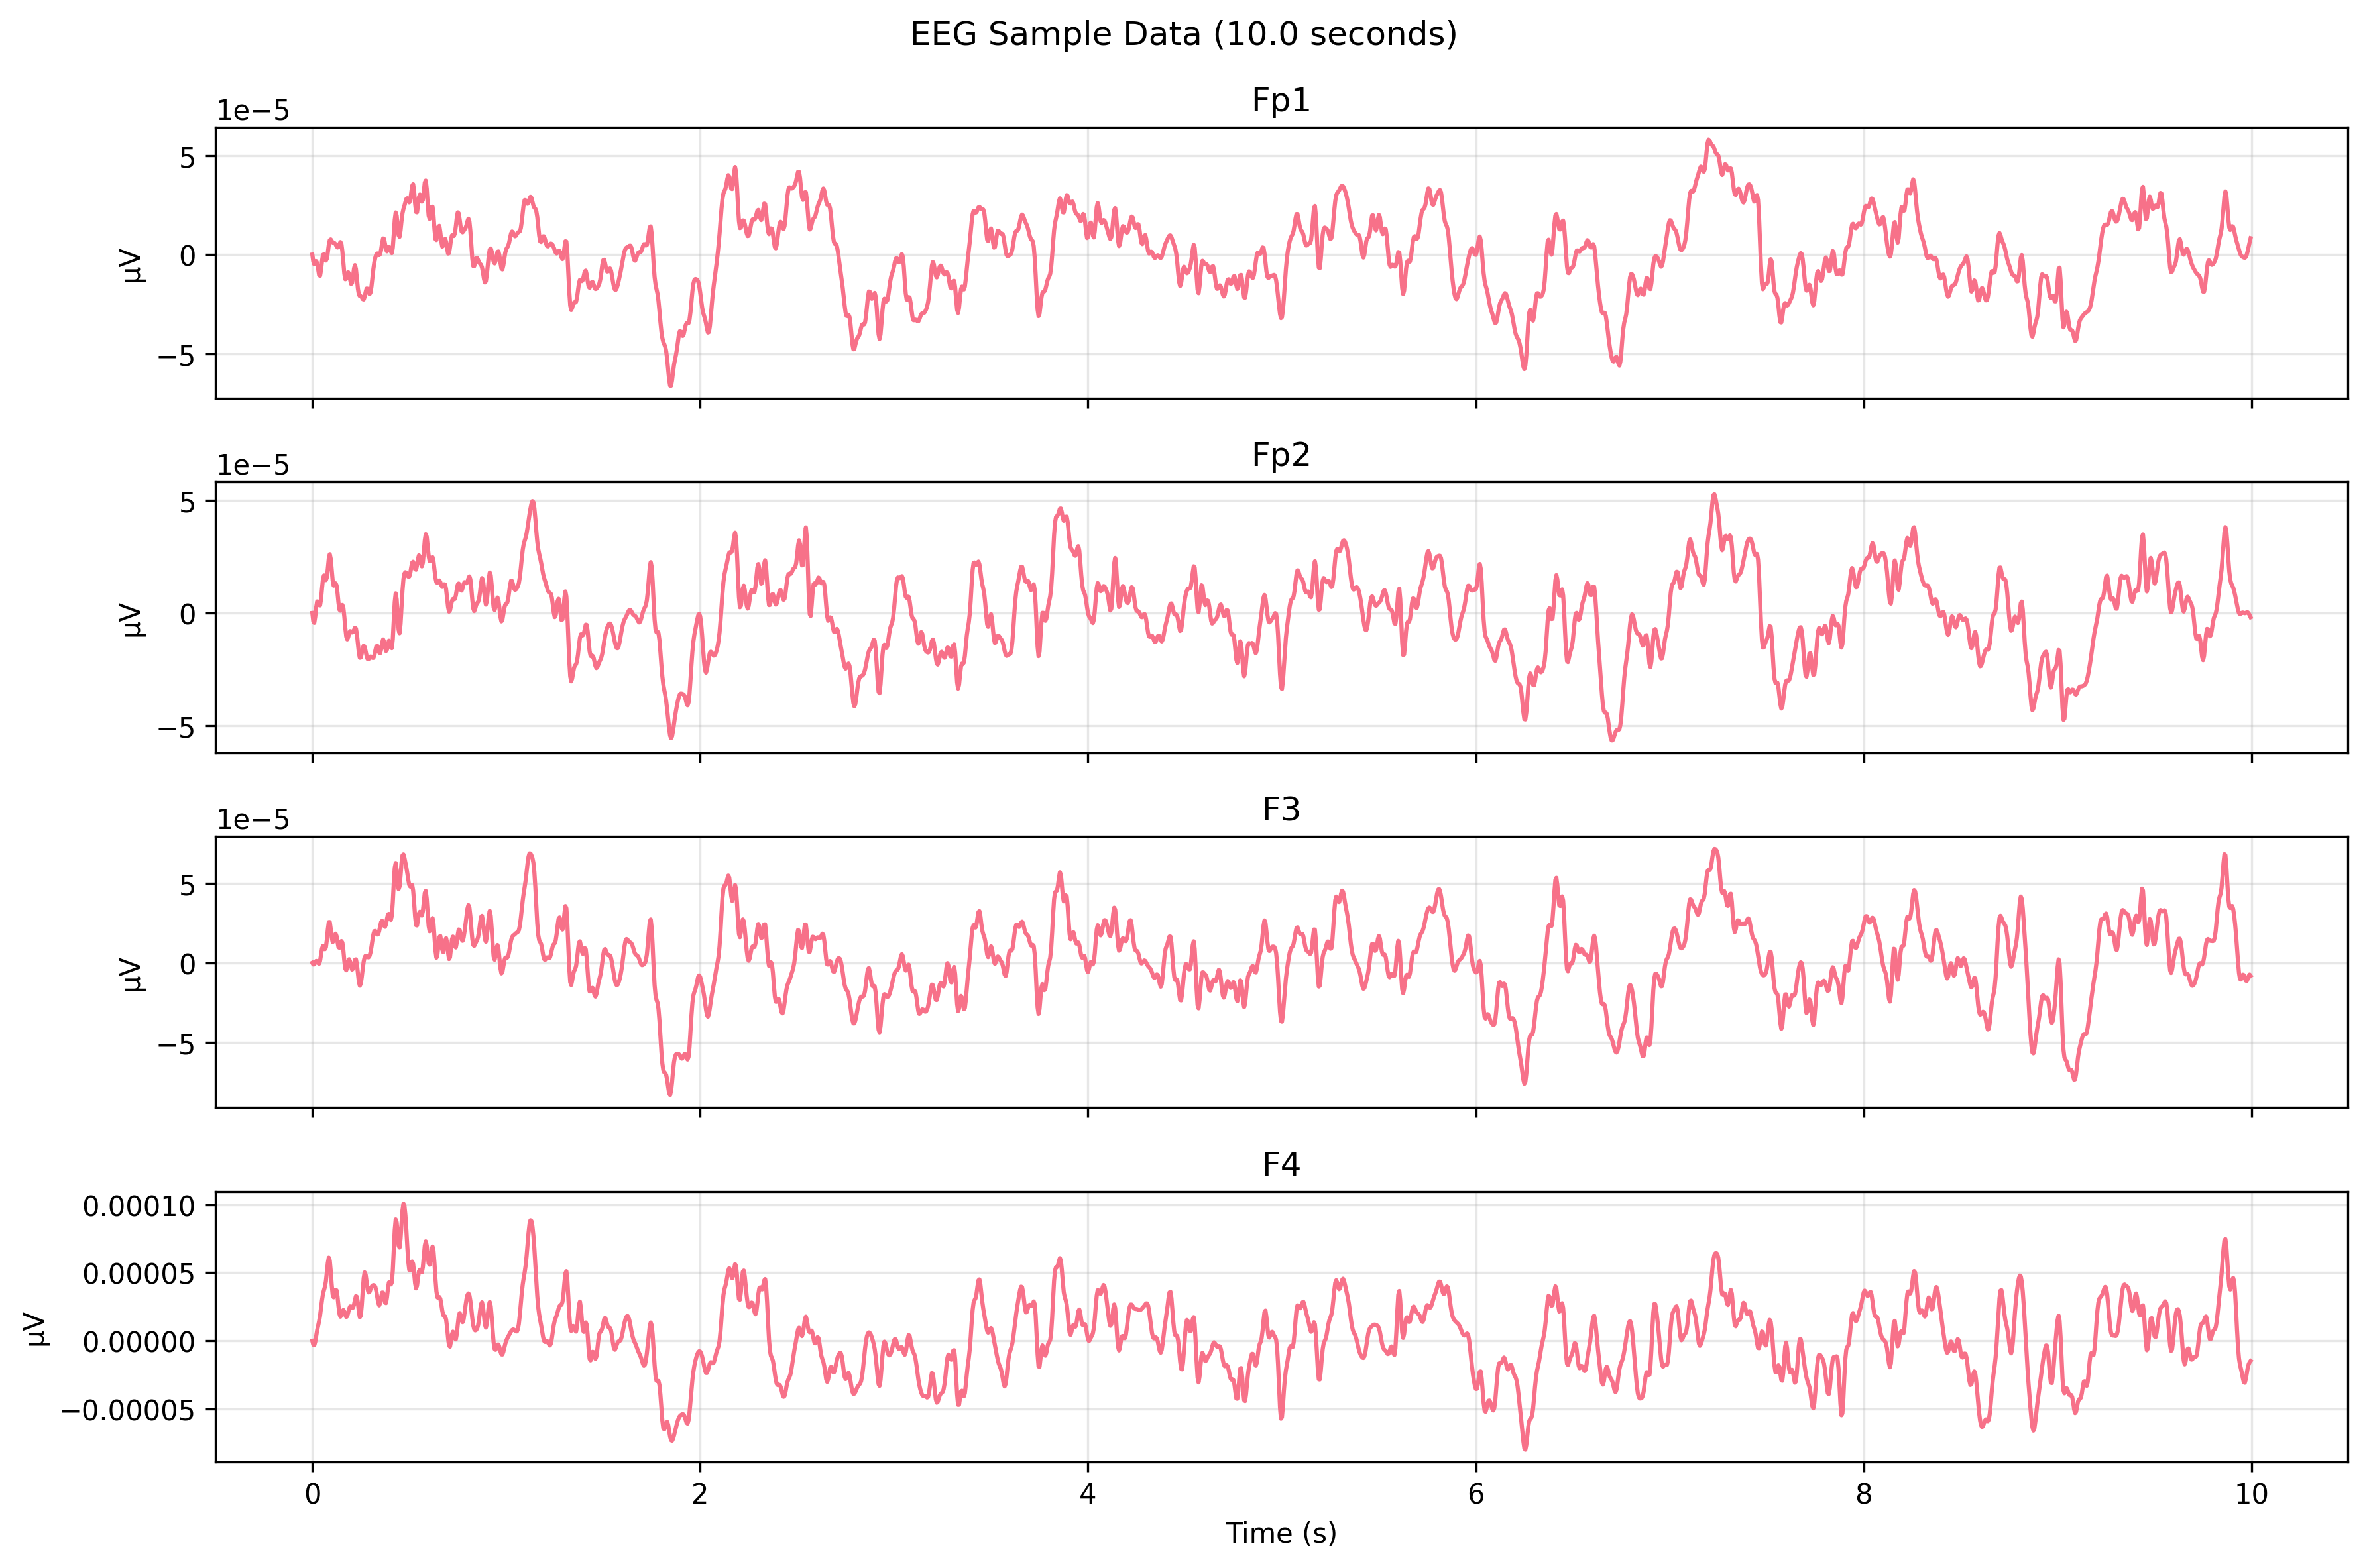 EEG Sample Data (10.0 seconds)
Fp1
1e−5
5
0
−5
µV
Fp2
1e−5
5
0
−5
µV
F3
1e−5
5
0
−5
µV
F4
0.00010
0.00005
0.00000
−0.00005
µV
0 2 4 6 8 10
Time (s)